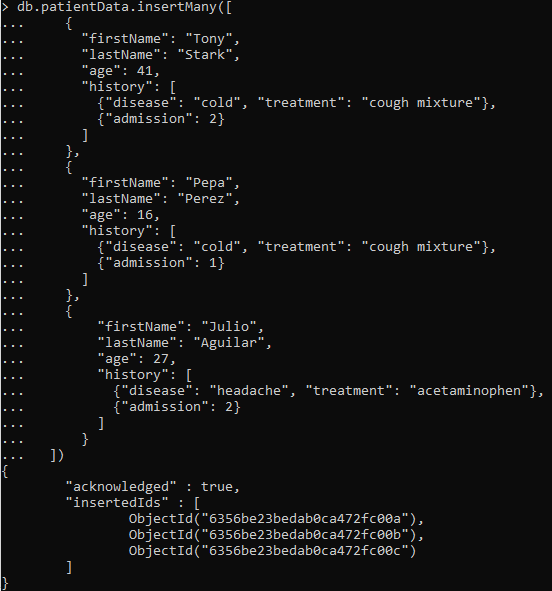 > db.patientData.insertMany([
...     {
...       "firstName": "Tony",
...       "lastName": "Stark",
...       "age": 41,
...       "history": [
...         {"disease": "cold", "treatment": "cough mixture"},
...         {"admission": 2}
...       ]
...     },
...     {
...       "firstName": "Pepa",
...       "lastName": "Perez",
...       "age": 16,
...       "history": [
...         {"disease": "cold", "treatment": "cough mixture"},
...         {"admission": 1}
...       ]
...     },
...     {
...         "firstName": "Julio",
...         "lastName": "Aguilar",
...         "age": 27,
...         "history": [
...           {"disease": "headache", "treatment": "acetaminophen"},
...           {"admission": 2}
...         ]
...       }
...   ])
{
        "acknowledged" : true,
        "insertedIds" : [
                ObjectId("6356be23bedab0ca472fc00a"),
                ObjectId("6356be23bedab0ca472fc00b"),
                ObjectId("6356be23bedab0ca472fc00c")
        ]
}